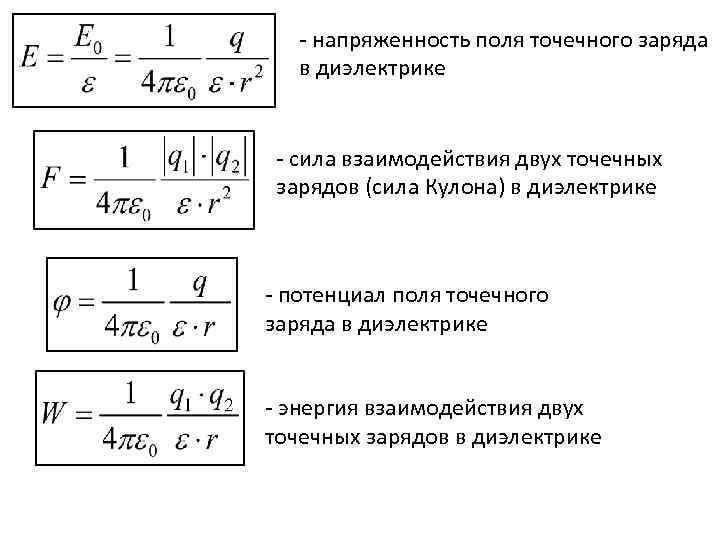 E = E₀/ε = 1/4πε₀ q/ε·r² - напряженность поля точечного заряда
в диэлектрике
F = 1/4πε₀ |q₁|·|q₂|/ε·r² - сила взаимодействия двух точечных
зарядов (сила Кулона) в диэлектрике
φ = 1/4πε₀ q/ε·r - потенциал поля точечного
заряда в диэлектрике
W = 1/4πε₀ q₁·q₂/ε·r - энергия взаимодействия двух
точечных зарядов в диэлектрике